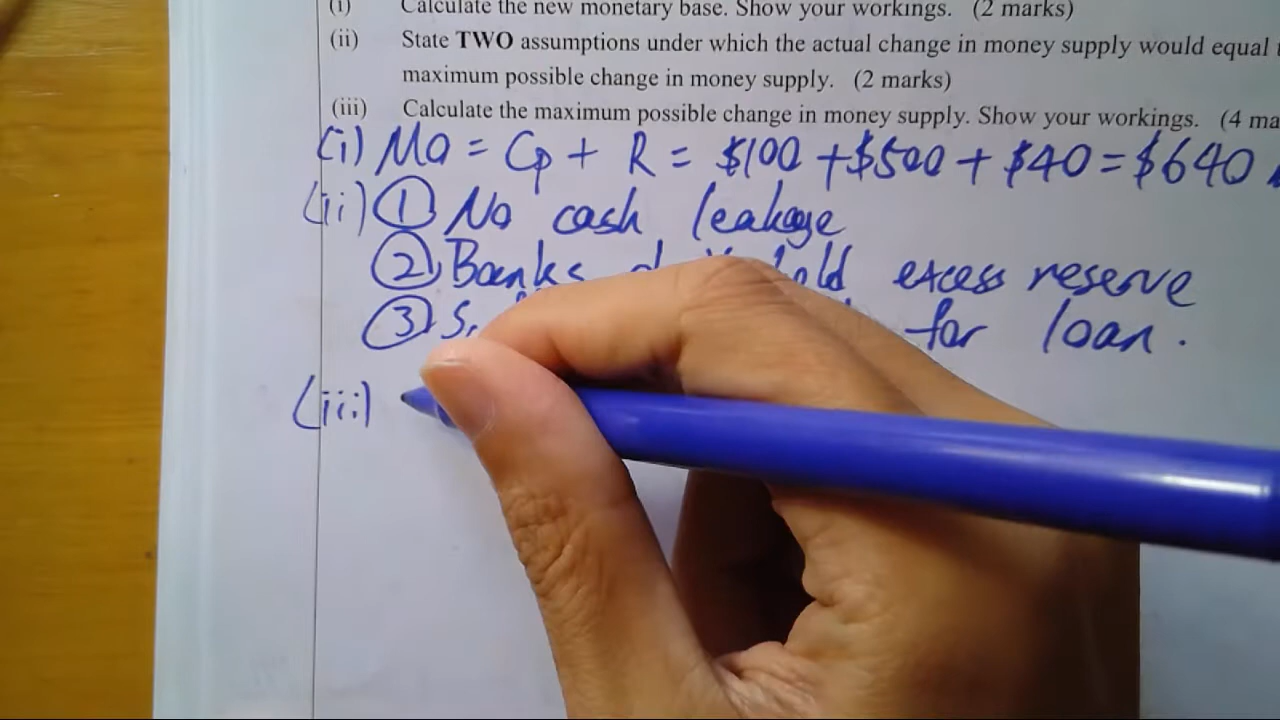 (i) Calculate the new monetary base. Show your workings. (2 marks)
(ii) State TWO assumptions under which the actual change in money supply would equal
maximum possible change in money supply. (2 marks)
(iii) Calculate the maximum possible change in money supply. Show your workings. (4
(i) Mo = Cp + R = $100 + $500 + $40 = $640
(ii) ① No cash leakage
② Banks excess reserve
③ for loan.
(iii)